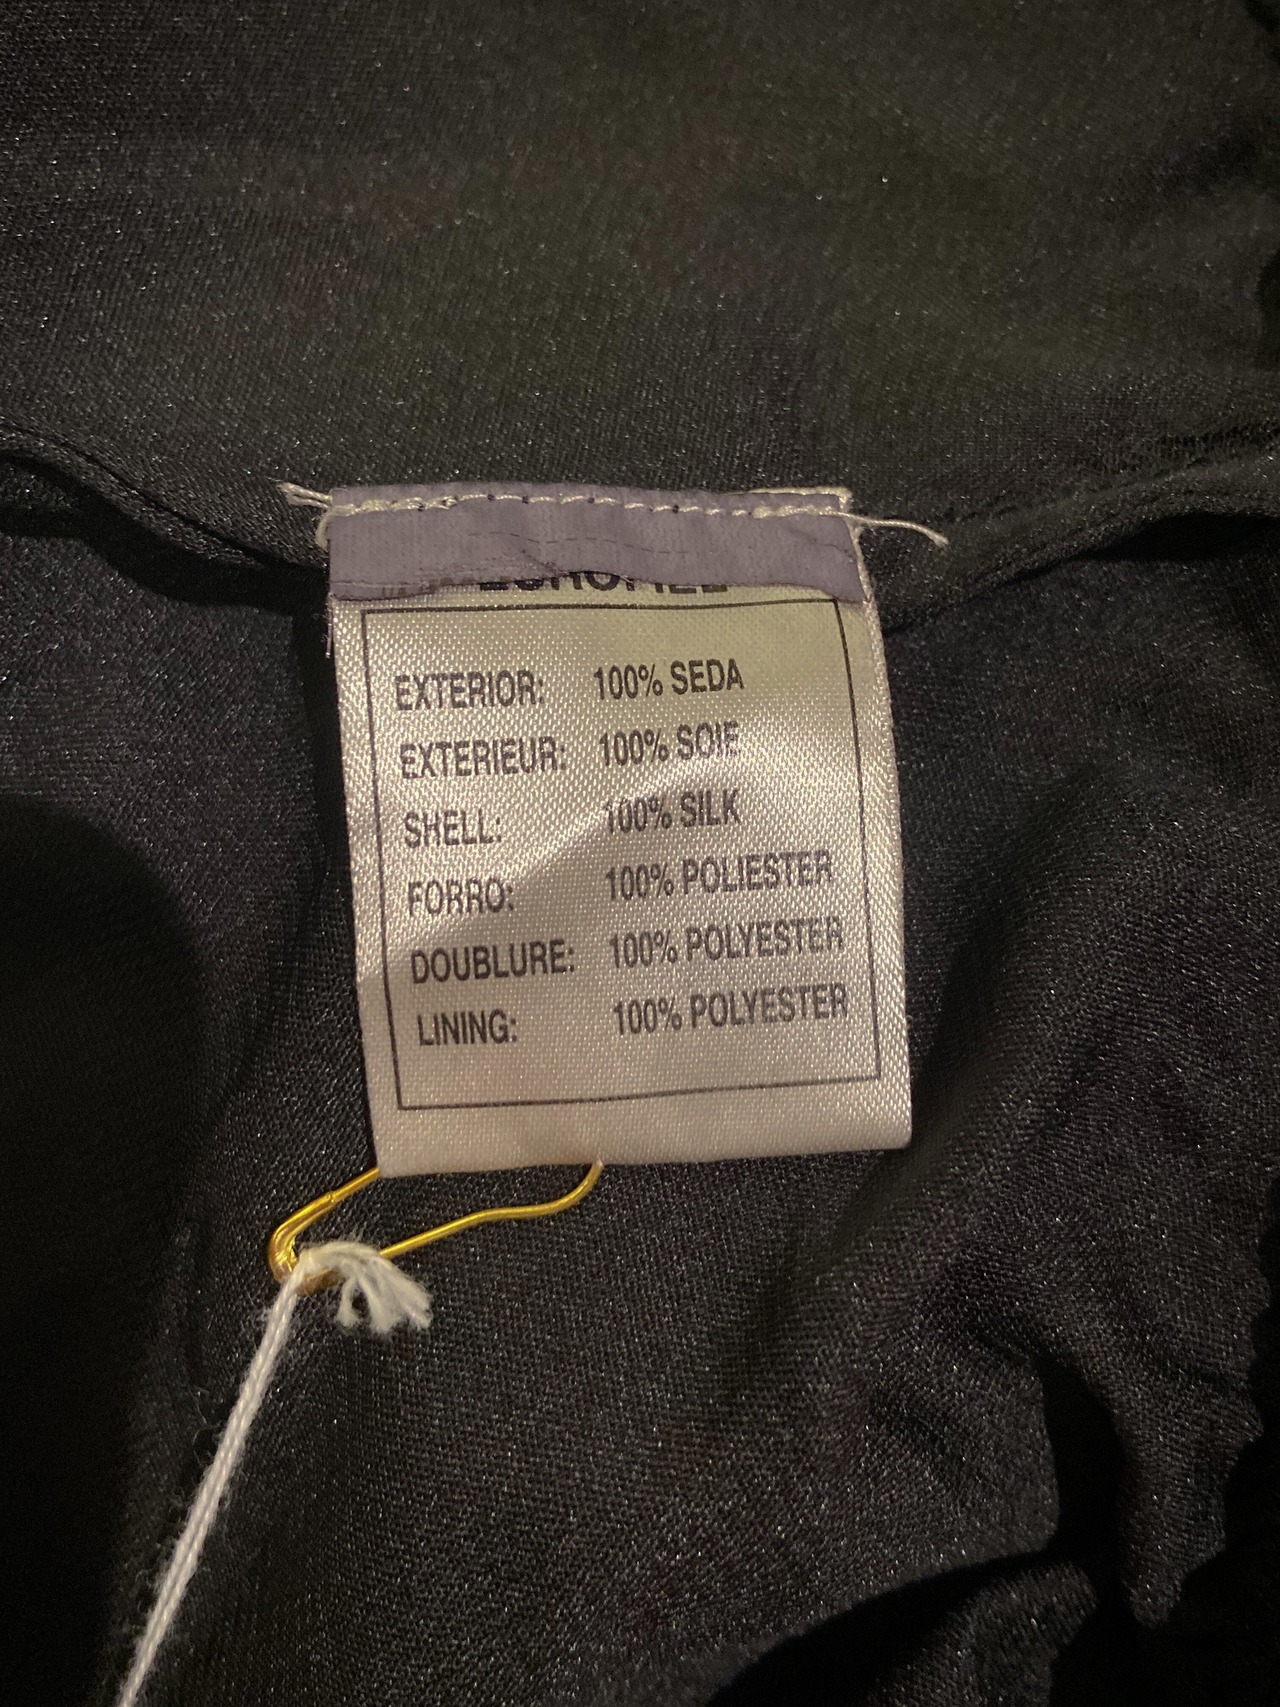 EXTERIOR: 100% SEDA
EXTERIEUR: 100% SOIE
SHELL: 100% SILK
FORRO: 100% POLIESTER
DOUBLURE: 100% POLYESTER
LINING: 100% POLYESTER